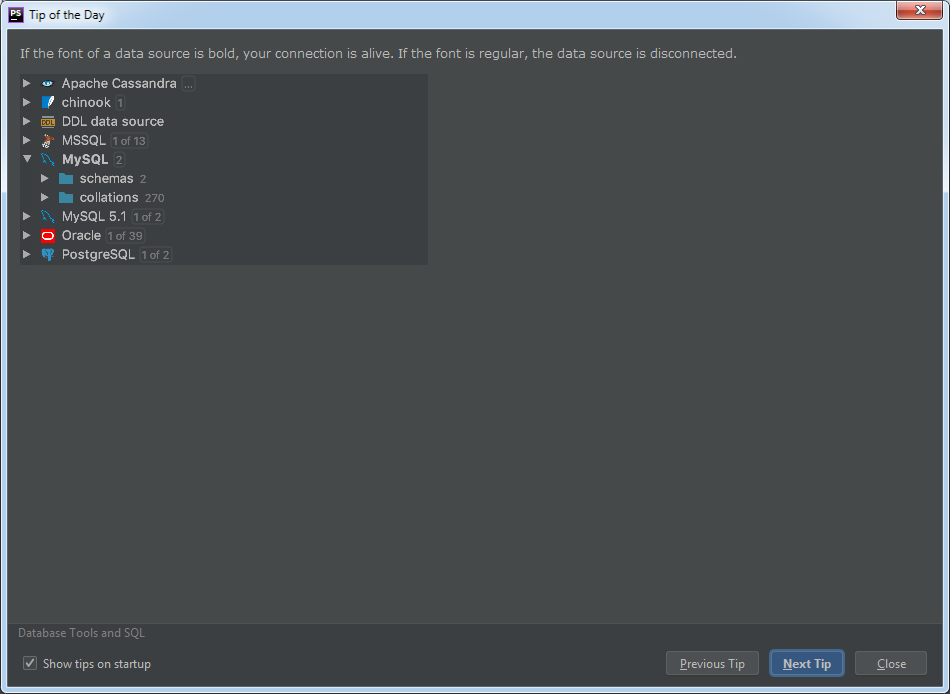 PS Tip of the Day
If the font of a data source is bold, your connection is alive. If the font is regular, the data source is disconnected.
Apache Cassandra ...
chinook 1
DDL DDL data source
MSSQL 1 of 13
MySQL 2
schemas 2
collations 270
MySQL 5.1 1 of 2
Oracle 1 of 39
PostgreSQL 1 of 2
Database Tools and SQL
Show tips on startup
Previous Tip Next Tip Close